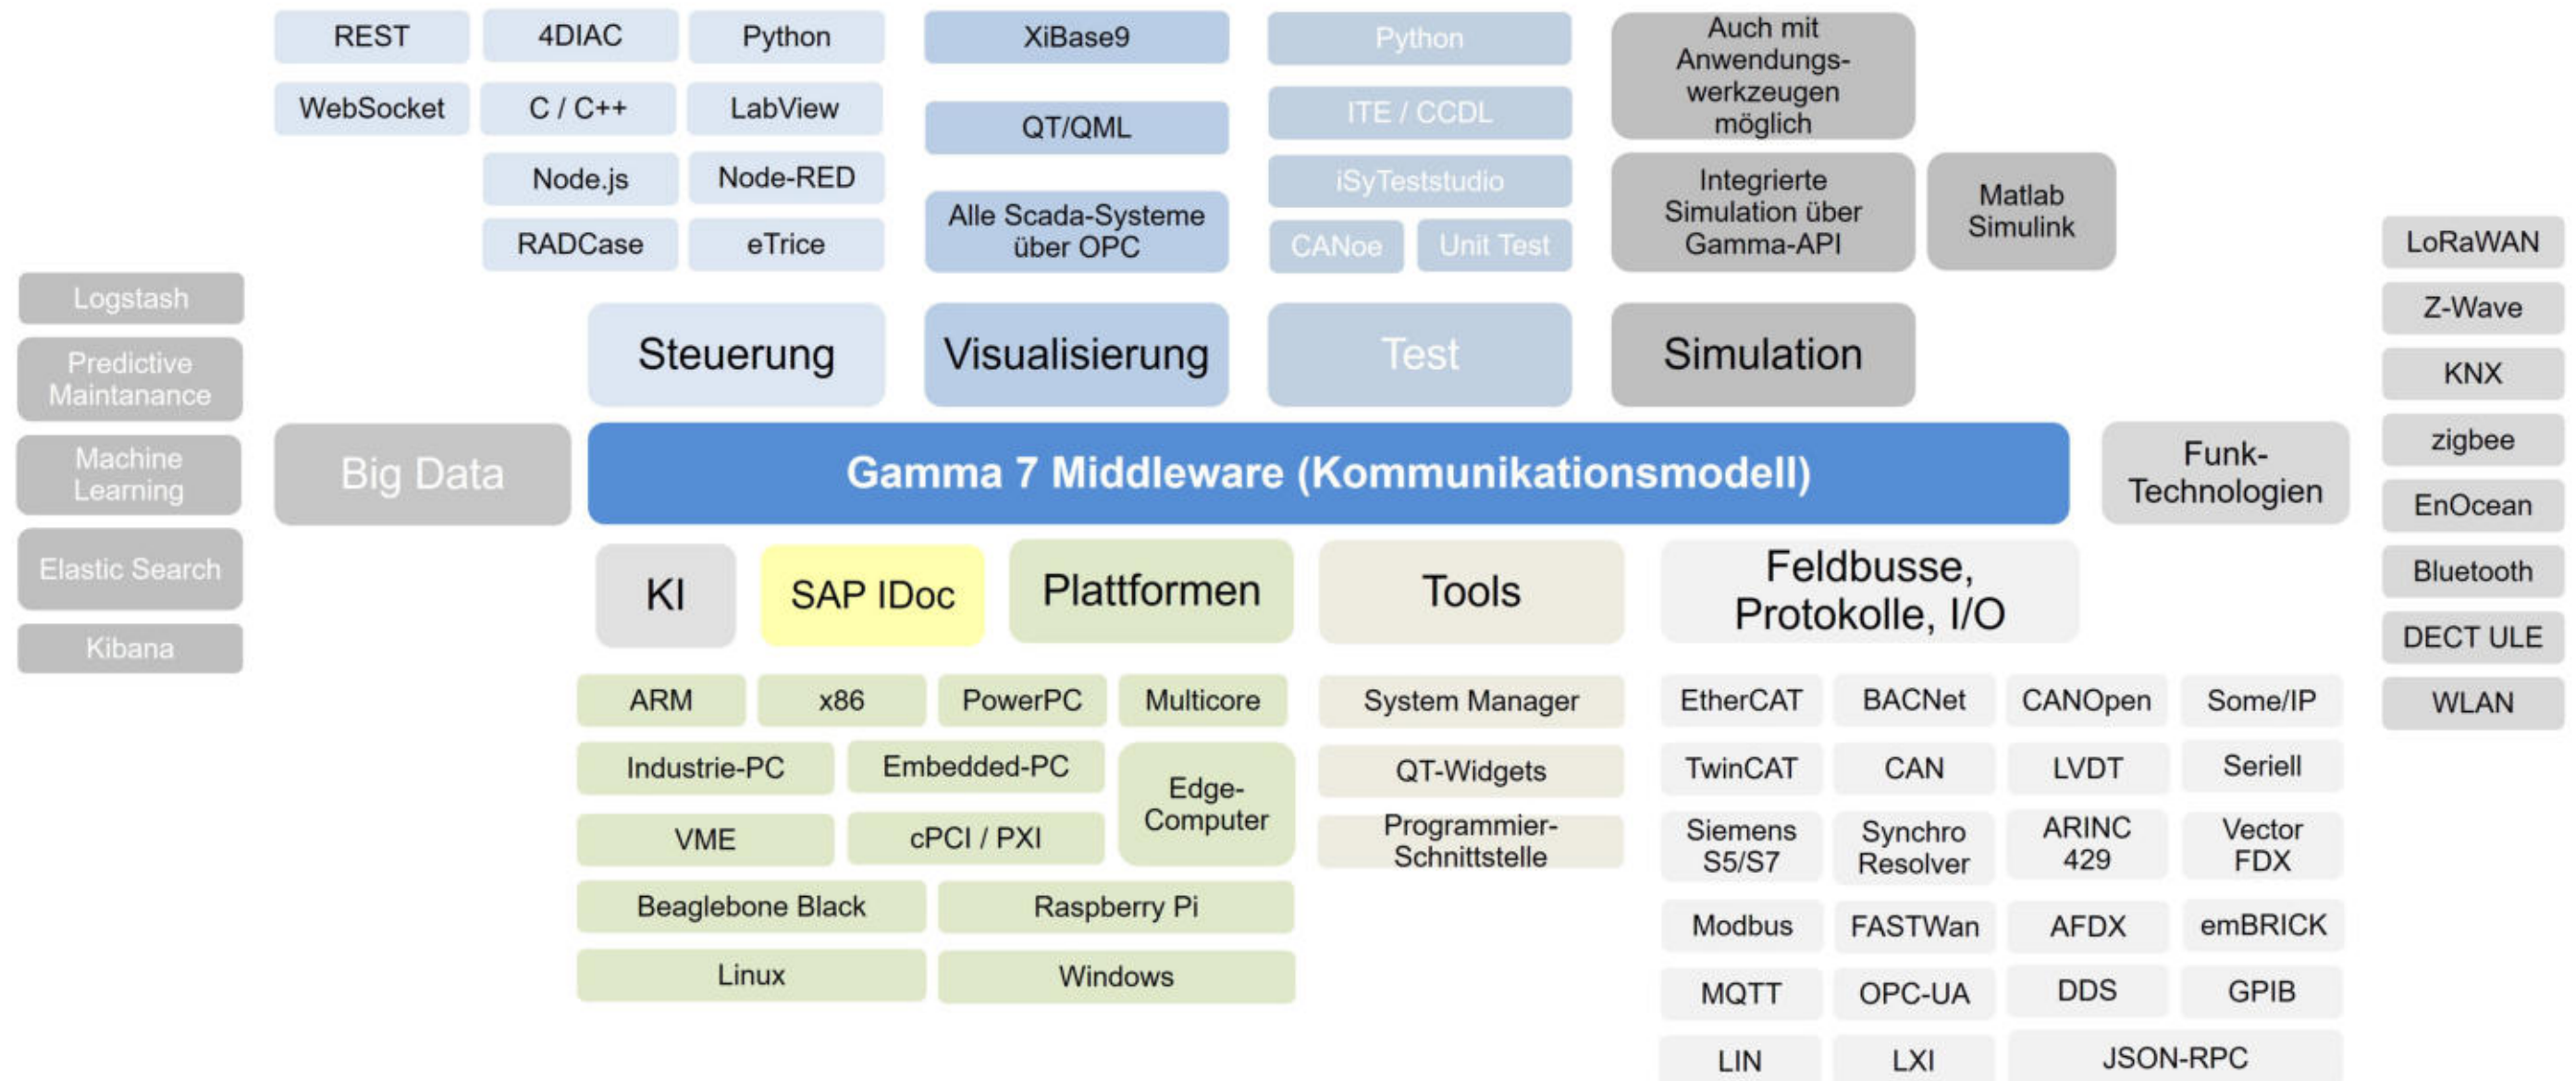 REST
4DIAC
Python
WebSocket
C / C++
LabView
Node.js
Node-RED
RADCase
eTrice
Steuerung
XiBase9
QT/QML
Alle Scada-Systeme
über OPC
Visualisierung
Python
ITE / CCDL
iSyTeststudio
CANoe
Unit Test
Test
Auch mit
Anwendungs-
werkzeugen
möglich
Integrierte
Simulation über
Gamma-API
Matlab
Simulink
Simulation
Logstash
Predictive
Maintanance
Machine
Learning
Elastic Search
Kibana
Big Data
Gamma 7 Middleware (Kommunikationsmodell)
Funk-
Technologien
LoRaWAN
Z-Wave
KNX
zigbee
EnOcean
Bluetooth
DECT ULE
WLAN
KI
SAP IDoc
Plattformen
ARM
x86
PowerPC
Multicore
Industrie-PC
Embedded-PC
Edge-
Computer
VME
cPCI / PXI
Beaglebone Black
Raspberry Pi
Linux
Windows
Tools
System Manager
QT-Widgets
Programmier-
Schnittstelle
Feldbusse,
Protokolle, I/O
EtherCAT
BACNet
CANOpen
Some/IP
TwinCAT
CAN
LVDT
Seriell
Siemens
S5/S7
Synchro
Resolver
ARINC
429
Vector
FDX
Modbus
FASTWan
AFDX
emBRICK
MQTT
OPC-UA
DDS
GPIB
LIN
LXI
JSON-RPC